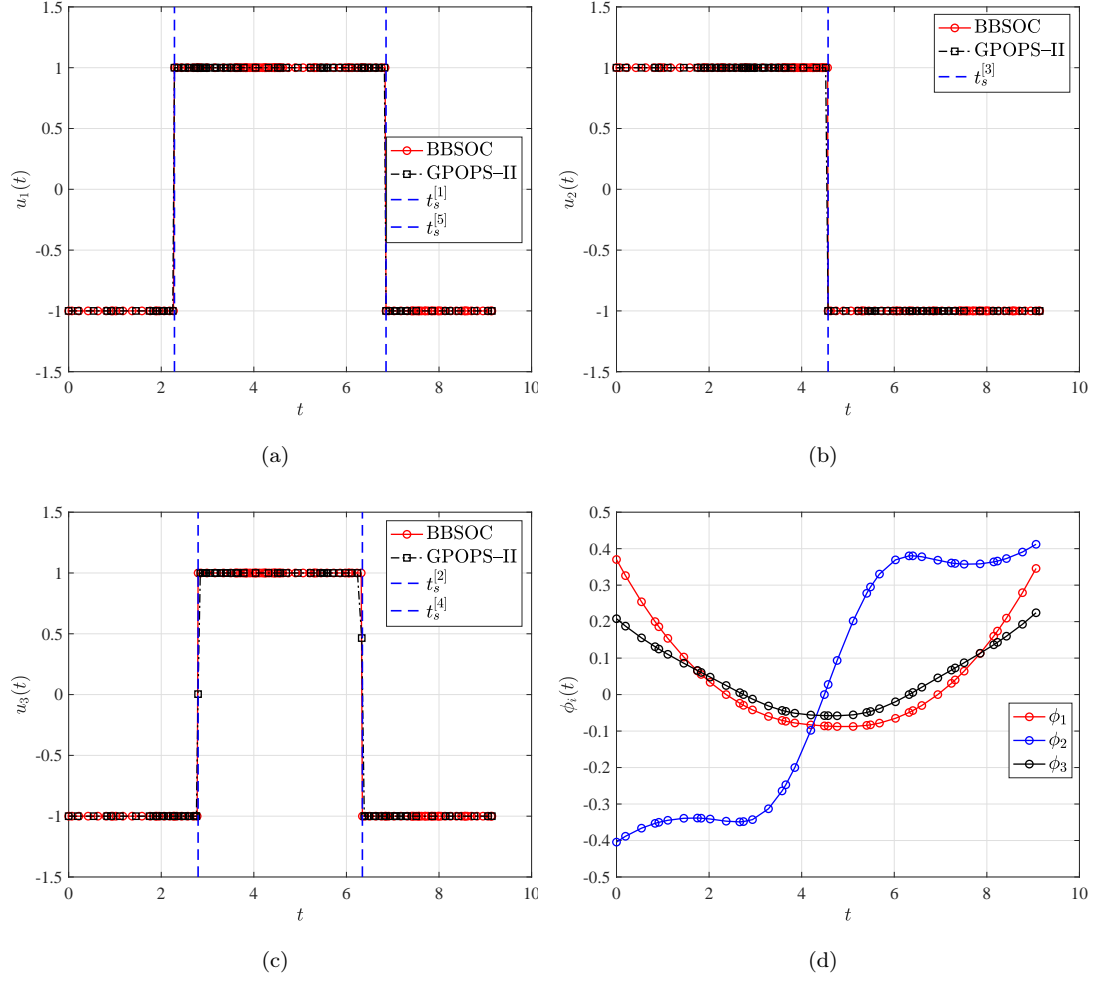 1.5
1
0.5
0
-0.5
-1
-1.5
u₁(t)
0 2 4 6 8 10
t
BBSOC
GPOPS–II
tₛ^[1]
tₛ^[5]
(a)
1.5
1
0.5
0
-0.5
-1
-1.5
u₂(t)
0 2 4 6 8 10
t
BBSOC
GPOPS–II
tₛ^[3]
(b)
1.5
1
0.5
0
-0.5
-1
-1.5
u₃(t)
0 2 4 6 8 10
t
BBSOC
GPOPS–II
tₛ^[2]
tₛ^[4]
(c)
0.5
0.4
0.3
0.2
0.1
0
-0.1
-0.2
-0.3
-0.4
-0.5
ϕᵢ(t)
0 2 4 6 8 10
t
ϕ₁
ϕ₂
ϕ₃
(d)